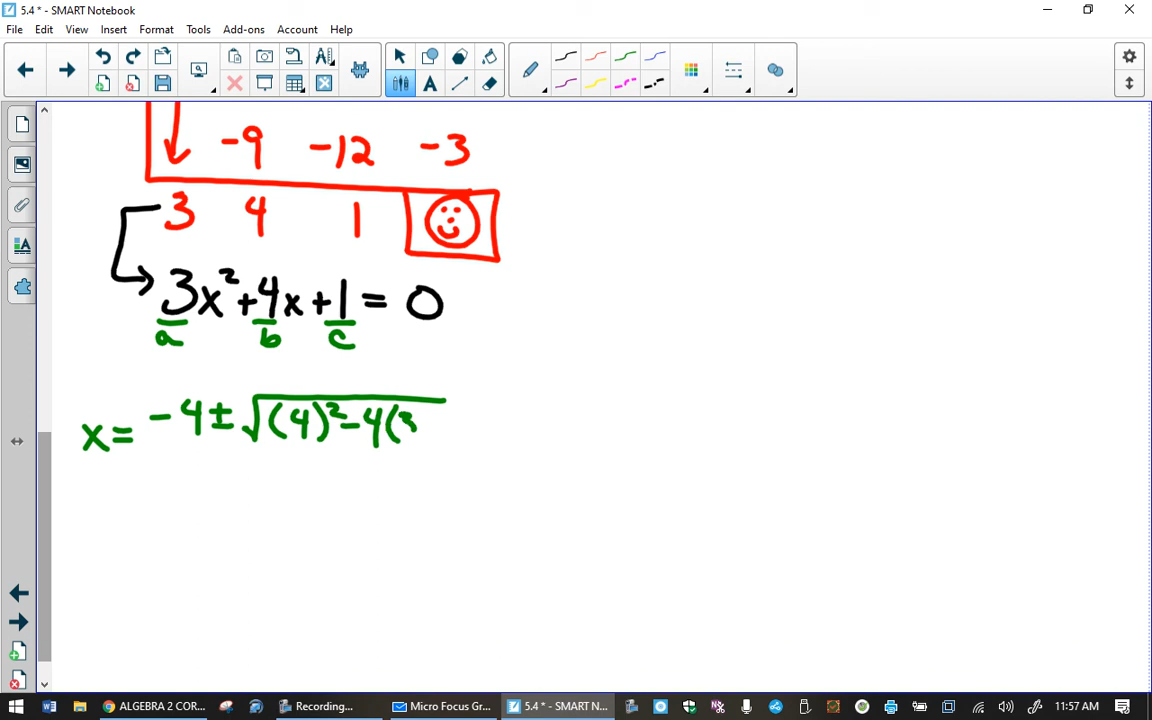 5.4 * - SMART Notebook
File Edit View Insert Format Tools Add-ons Account Help
-9 -12 -3
3 4 1
3x²+4x+1=0
a b c
x= -4±√(4)²-4(3
ALGEBRA 2 COR... Recording... Micro Focus Gr... 5.4 * - SMART N... 11:57 AM